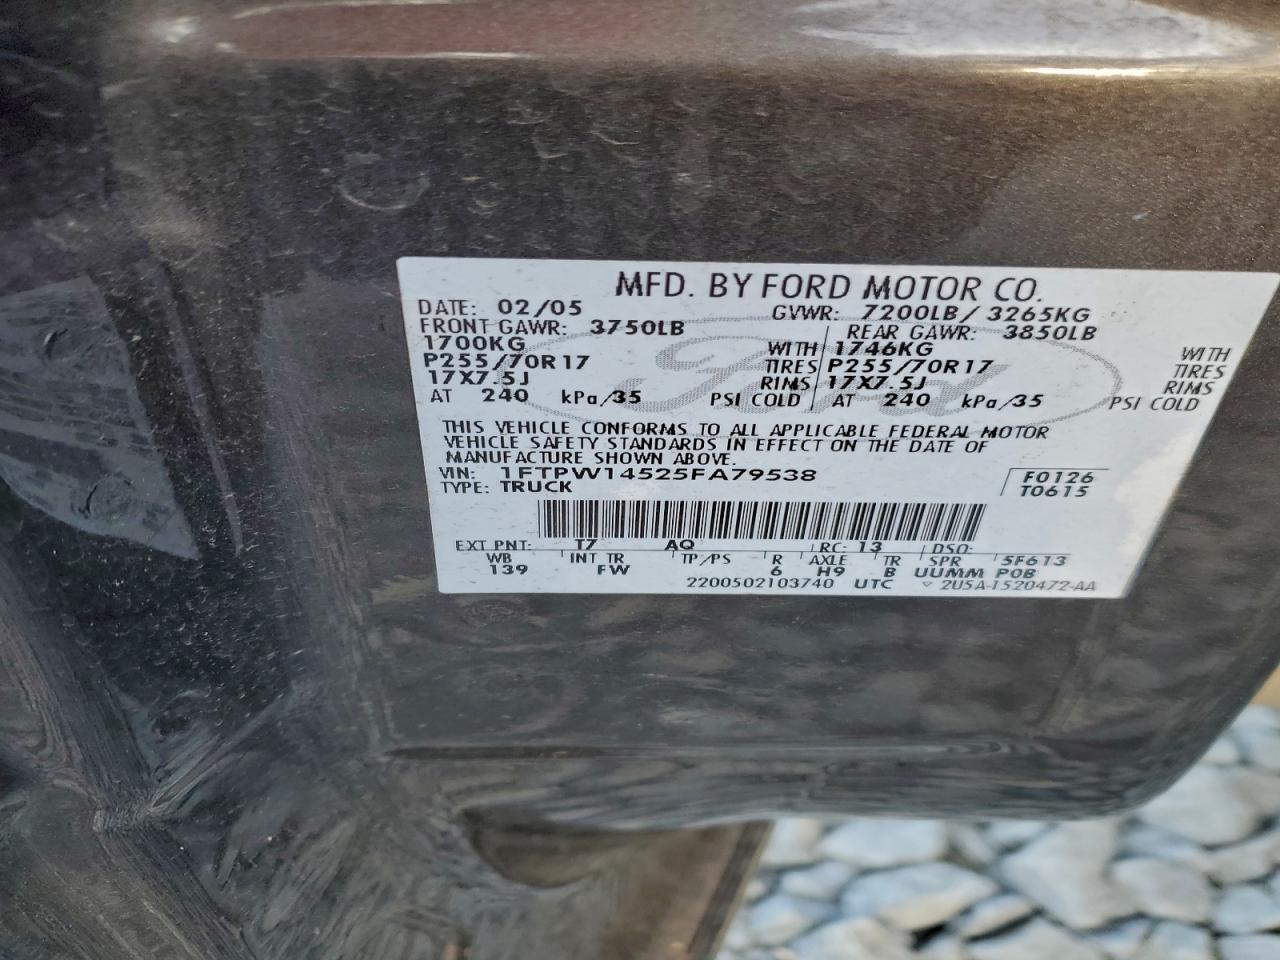 MFD. BY FORD MOTOR CO.
DATE: 02/05 GVWR: 7200LB/ 3265KG
FRONT GAWR: 3750LB REAR GAWR: 3850LB
1700KG WITH 1746KG WITH
P255/70R17 TIRES P255/70R17 TIRES
17X7.5J RIMS 17X7.5J RIMS
AT 240 kPa/35 PSI COLD AT 240 kPa/35 PSI COLD
THIS VEHICLE CONFORMS TO ALL APPLICABLE FEDERAL MOTOR
VEHICLE SAFETY STANDARDS IN EFFECT ON THE DATE OF
MANUFACTURE SHOWN ABOVE.
VIN: 1FTPW14525FA79538 F0126
TYPE: TRUCK T0615
Ford
EXT PNT: T7 AQ RC: 13 DSO:
WB INT TR TP/PS R AXLE TR SPR 5F613
139 FW 6 H9 B UUMM P0B
2200502103740 UTC 2U5A-1520472-AA